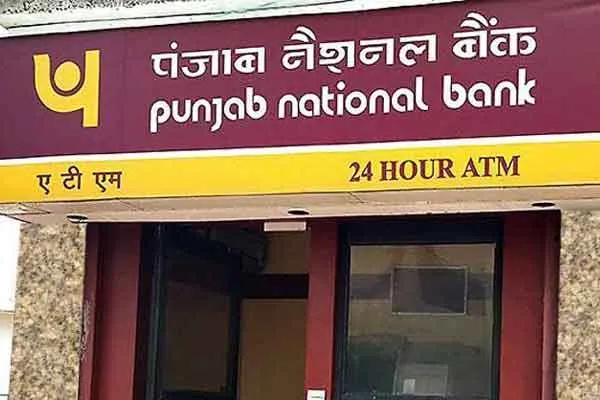 पंजाब नैशनल बैंक
punjab national bank
ए टी एम 24 HOUR ATM